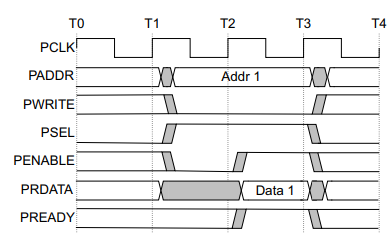 T0 T1 T2 T3 T4
PCLK
PADDR Addr 1
PWRITE
PSEL
PENABLE
PRDATA Data 1
PREADY